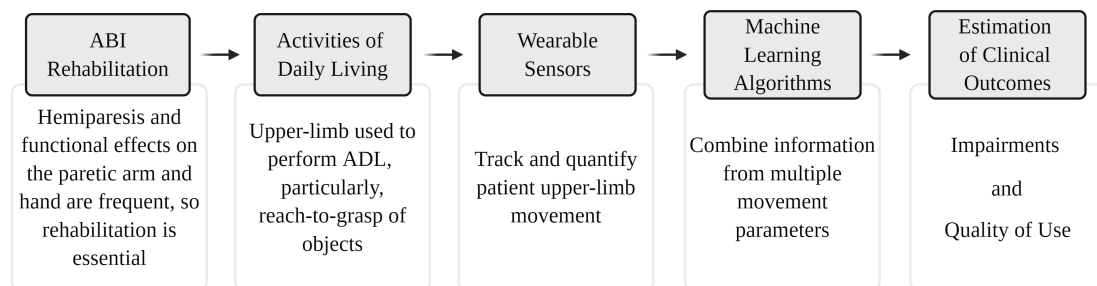 ABI
Rehabilitation
Hemiparesis and
functional effects on
the paretic arm and
hand are frequent, so
rehabilitation is
essential
Activities of
Daily Living
Upper-limb used to
perform ADL,
particularly,
reach-to-grasp of
objects
Wearable
Sensors
Track and quantify
patient upper-limb
movement
Machine
Learning
Algorithms
Combine information
from multiple
movement
parameters
Estimation
of Clinical
Outcomes
Impairments
and
Quality of Use